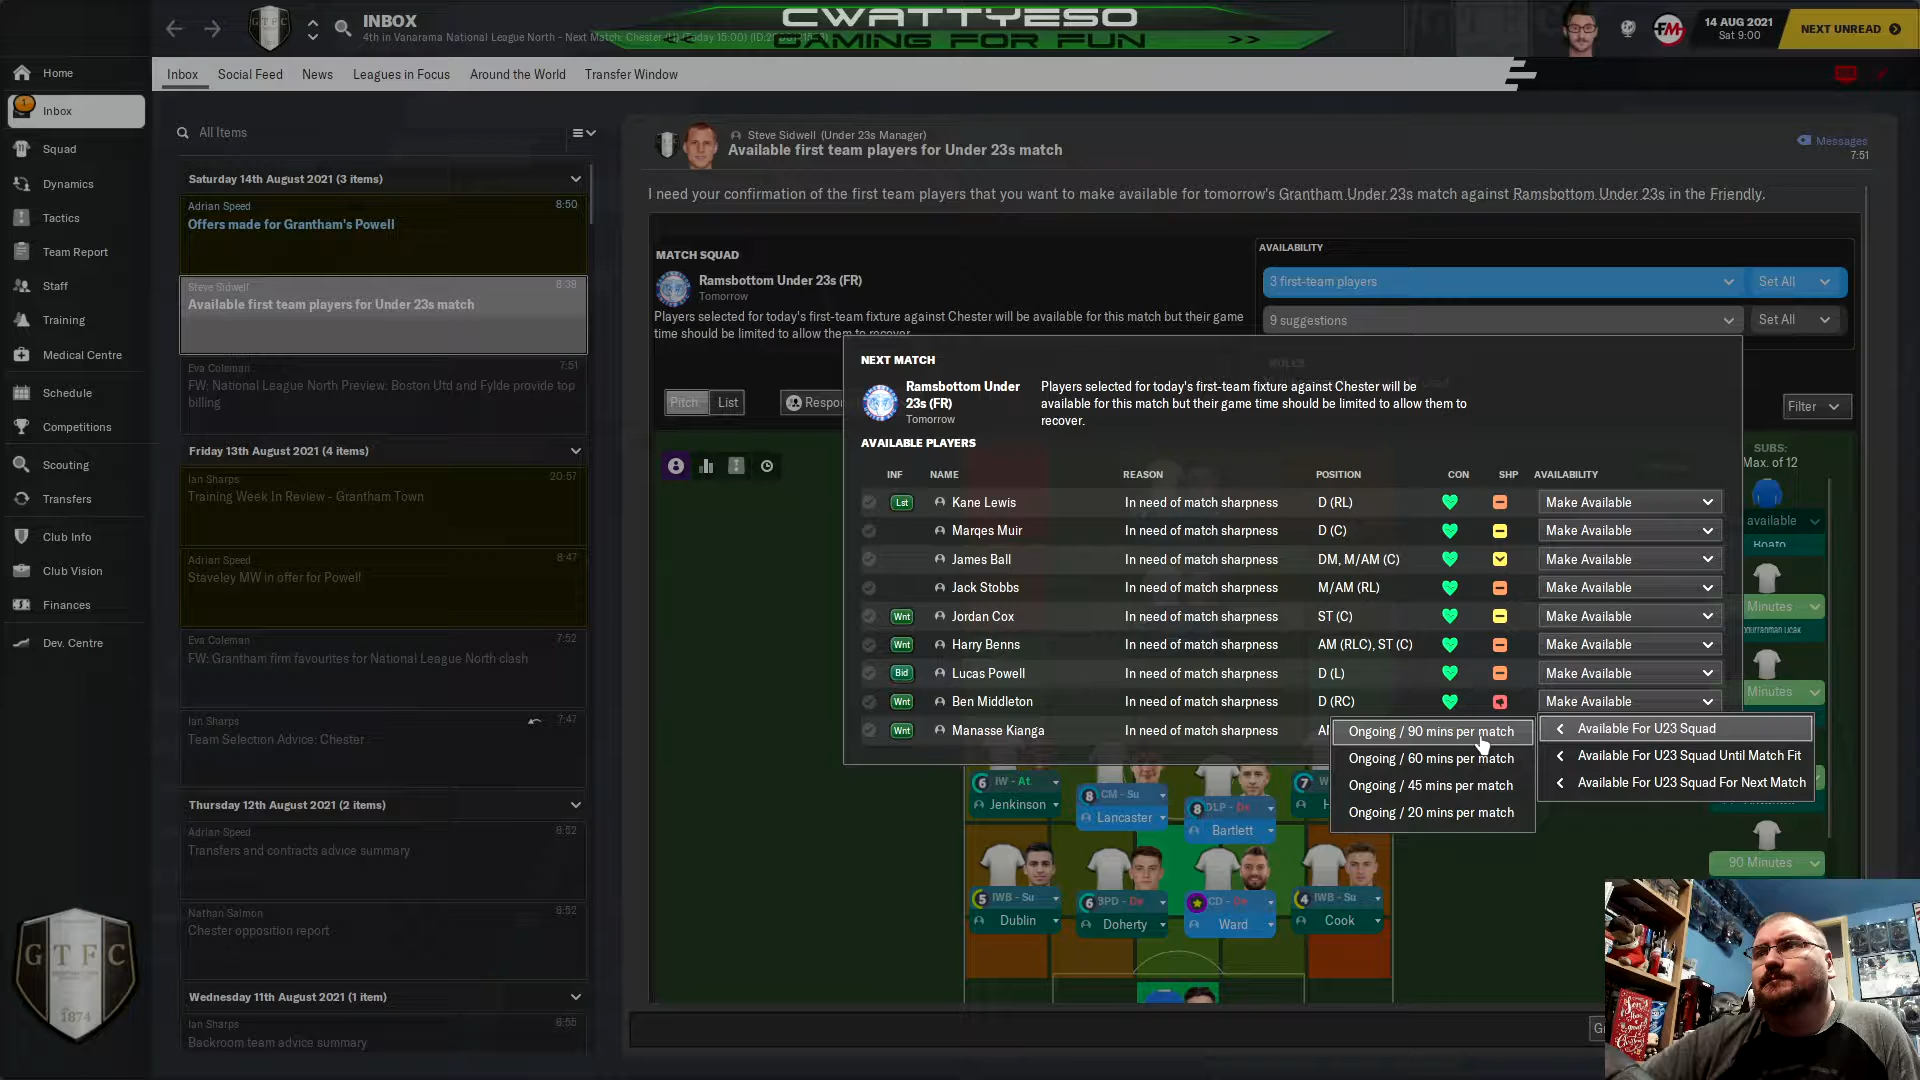 INBOX
4th in Vanarama National League North - Next Match: Chester
CWATTYESO
GAMING FOR FUN
>>
FM
14 AUG 2021
Sat 9:00
NEXT UNREAD
Home
Inbox
Squad
Dynamics
Tactics
Team Report
Staff
Training
Medical Centre
Schedule
Competitions
Scouting
Transfers
Club Info
Club Vision
Finances
Dev. Centre
GTFC
1874
Inbox
Social Feed
News
Leagues in Focus
Around the World
Transfer Window
All Items
Saturday 14th August 2021 (3 items)
Adrian Speed 8:50
Offers made for Grantham's Powell
Steve Sidwell 8:38
Available first team players for Under 23s match
Eva Coleman 7:51
FW: National League North Preview: Boston Utd and Fylde provide top
billing
Friday 13th August 2021 (4 items)
Ian Sharps 20:57
Training Week In Review - Grantham Town
Adrian Speed 8:47
Staveley MW in offer for Powell
Eva Coleman 7:52
FW: Grantham firm favourites for National League North clash
Ian Sharps 7:47
Team Selection Advice: Chester
Thursday 12th August 2021 (2 items)
Adrian Speed 6:52
Transfers and contracts advice summary
Nathan Salmon 6:52
Chester opposition report
Wednesday 11th August 2021 (1 item)
Ian Sharps 6:55
Backroom team advice summary
Steve Sidwell (Under 23s Manager)
Available first team players for Under 23s match
Messages
7:51
I need your confirmation of the first team players that you want to make available for tomorrow's Grantham Under 23s match against Ramsbottom Under 23s in the Friendly.
MATCH SQUAD
Ramsbottom Under 23s (FR)
Tomorrow
Players selected for today's first-team fixture against Chester will be available for this match but their game
time should be limited to allow them to recover.
AVAILABILITY
3 first-team players Set All
9 suggestions Set All
Pitch List
Filter
SUBS:
Max. of 12
available
Minutes
Minutes
90 Minutes
NEXT MATCH
Ramsbottom Under
23s (FR)
Tomorrow
Players selected for today's first-team fixture against Chester will be
available for this match but their game time should be limited to allow them to
recover.
AVAILABLE PLAYERS
INF NAME REASON POSITION CON SHP AVAILABILITY
Lst Kane Lewis In need of match sharpness D (RL) Make Available
Marqes Muir In need of match sharpness D (C) Make Available
James Ball In need of match sharpness DM, M/AM (C) Make Available
Jack Stobbs In need of match sharpness M/AM (RL) Make Available
Wnt Jordan Cox In need of match sharpness ST (C) Make Available
Wnt Harry Benns In need of match sharpness AM (RLC), ST (C) Make Available
Bid Lucas Powell In need of match sharpness D (L) Make Available
Wnt Ben Middleton In need of match sharpness D (RC) Make Available
Wnt Manasse Kianga In need of match sharpness
Available For U23 Squad
Available For U23 Squad Until Match Fit
Available For U23 Squad For Next Match
Ongoing / 90 mins per match
Ongoing / 60 mins per match
Ongoing / 45 mins per match
Ongoing / 20 mins per match
6 IW - At
Jenkinson
8 CM - Su
Lancaster
8 DLP - De
Bartlett
7
5 IWB - Su
Dublin
6 BPD - De
Doherty
CD - De
Ward
4 IWB - Su
Cook